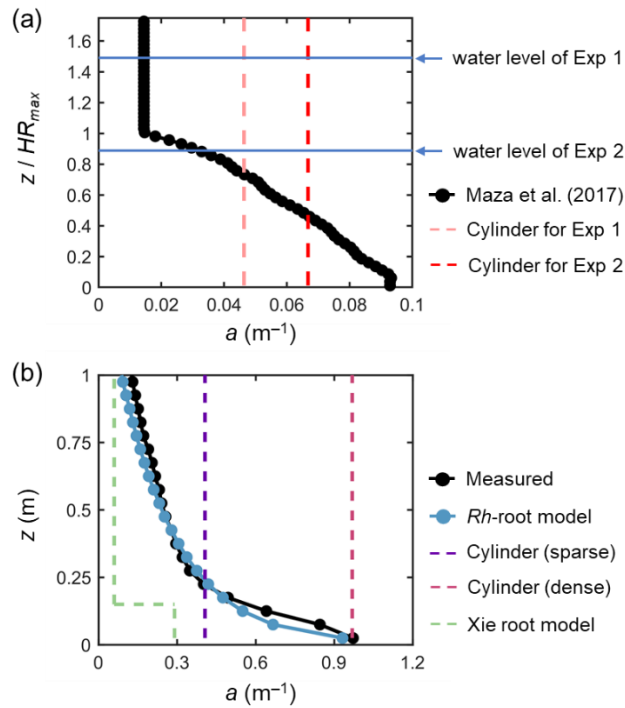 (a)
1.6
1.4
1.2
1
0.8
0.6
0.4
0.2
0
z / HR_max
0
0.02
0.04
0.06
0.08
0.1
a (m⁻¹)
water level of Exp 1
water level of Exp 2
Maza et al. (2017)
Cylinder for Exp 1
Cylinder for Exp 2
(b)
1
0.75
0.5
0.25
0
z (m)
0
0.3
0.6
0.9
1.2
a (m⁻¹)
Measured
Rh-root model
Cylinder (sparse)
Cylinder (dense)
Xie root model